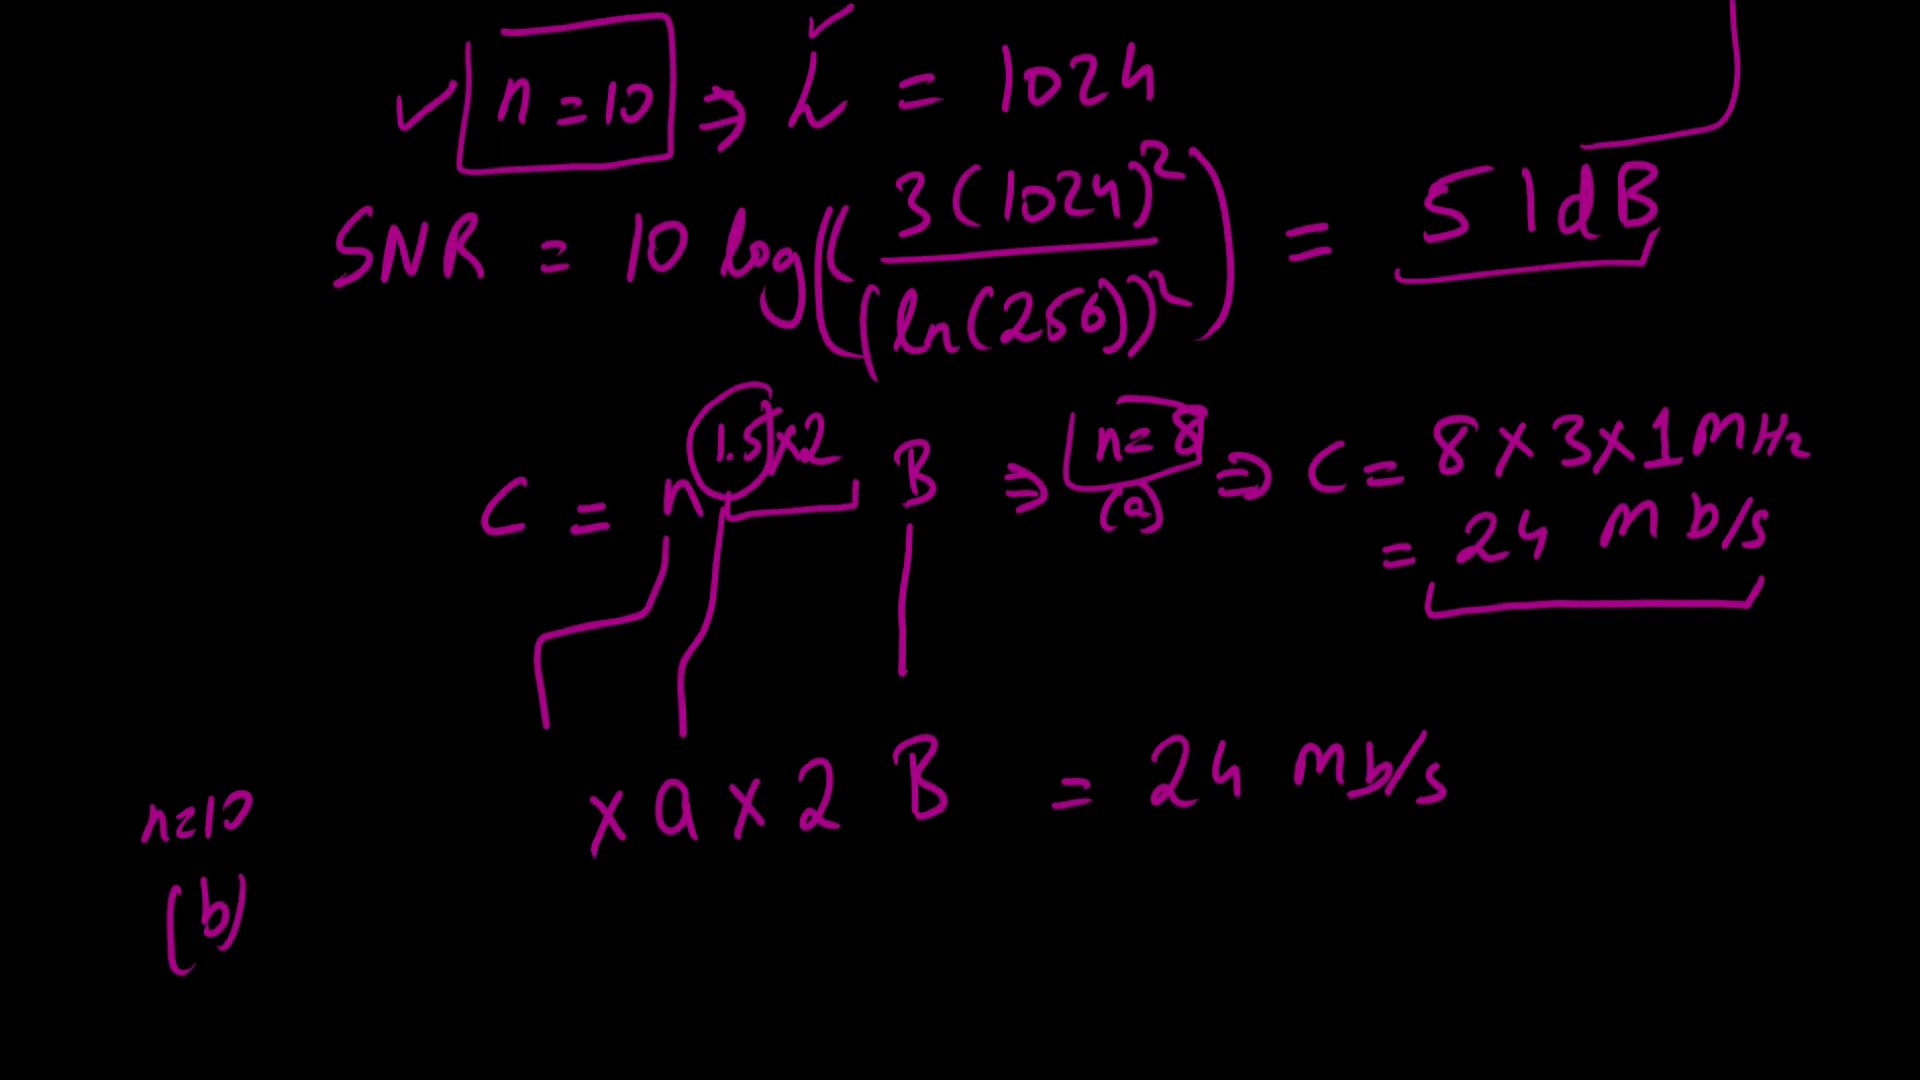 n = 10 ⇒ L = 1024
SNR = 10 log((3(1024)²/(ln(256))²) = 51 dB
C = n 1.5 x 2 B ⇒ n = 8 ⇒ C = 8 x 3 x 1 MHz
(a)
= 24 Mb/s
x a x 2 B = 24 Mb/s
n = 10
(b)